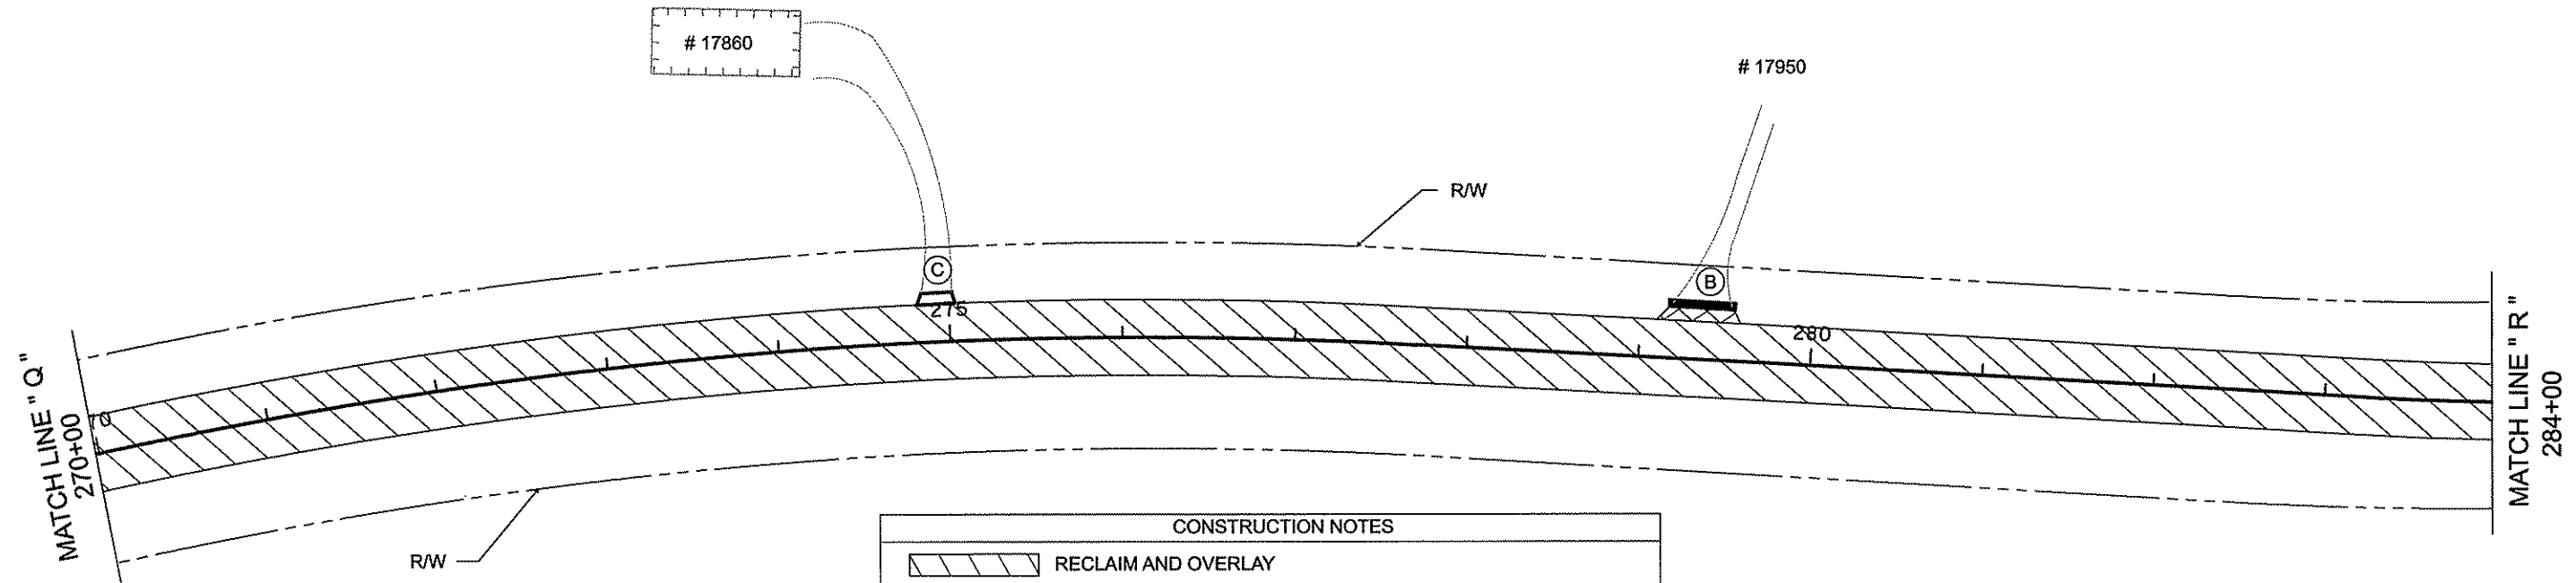 # 17860
# 17950
R/W
C
B
275
280
MATCH LINE " Q "
270+00
70
MATCH LINE " R "
284+00
R/W
CONSTRUCTION NOTES
RECLAIM AND OVERLAY